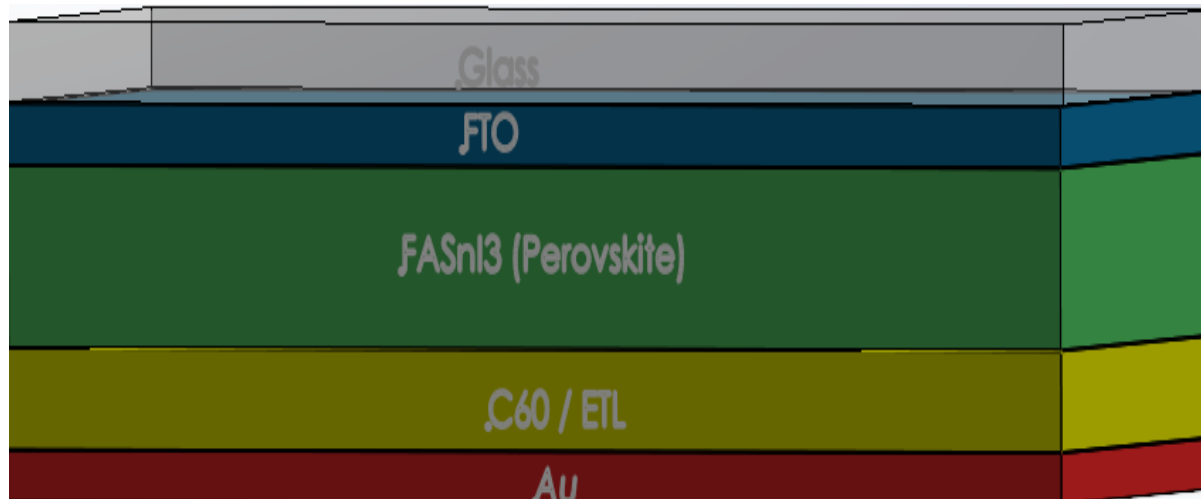 Glass
FTO
FASnI3 (Perovskite)
C60 / ETL
Au